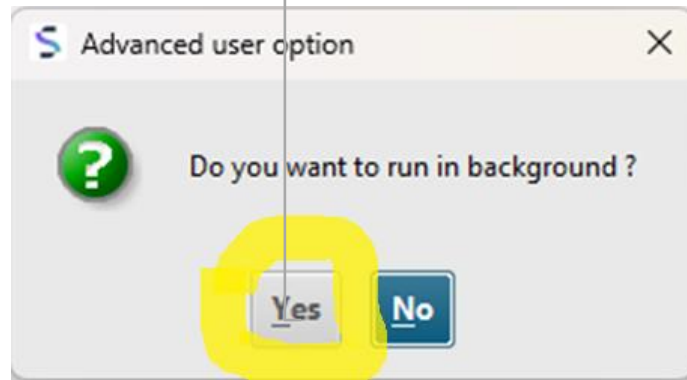 Advanced user option
Do you want to run in background ?
Yes
No